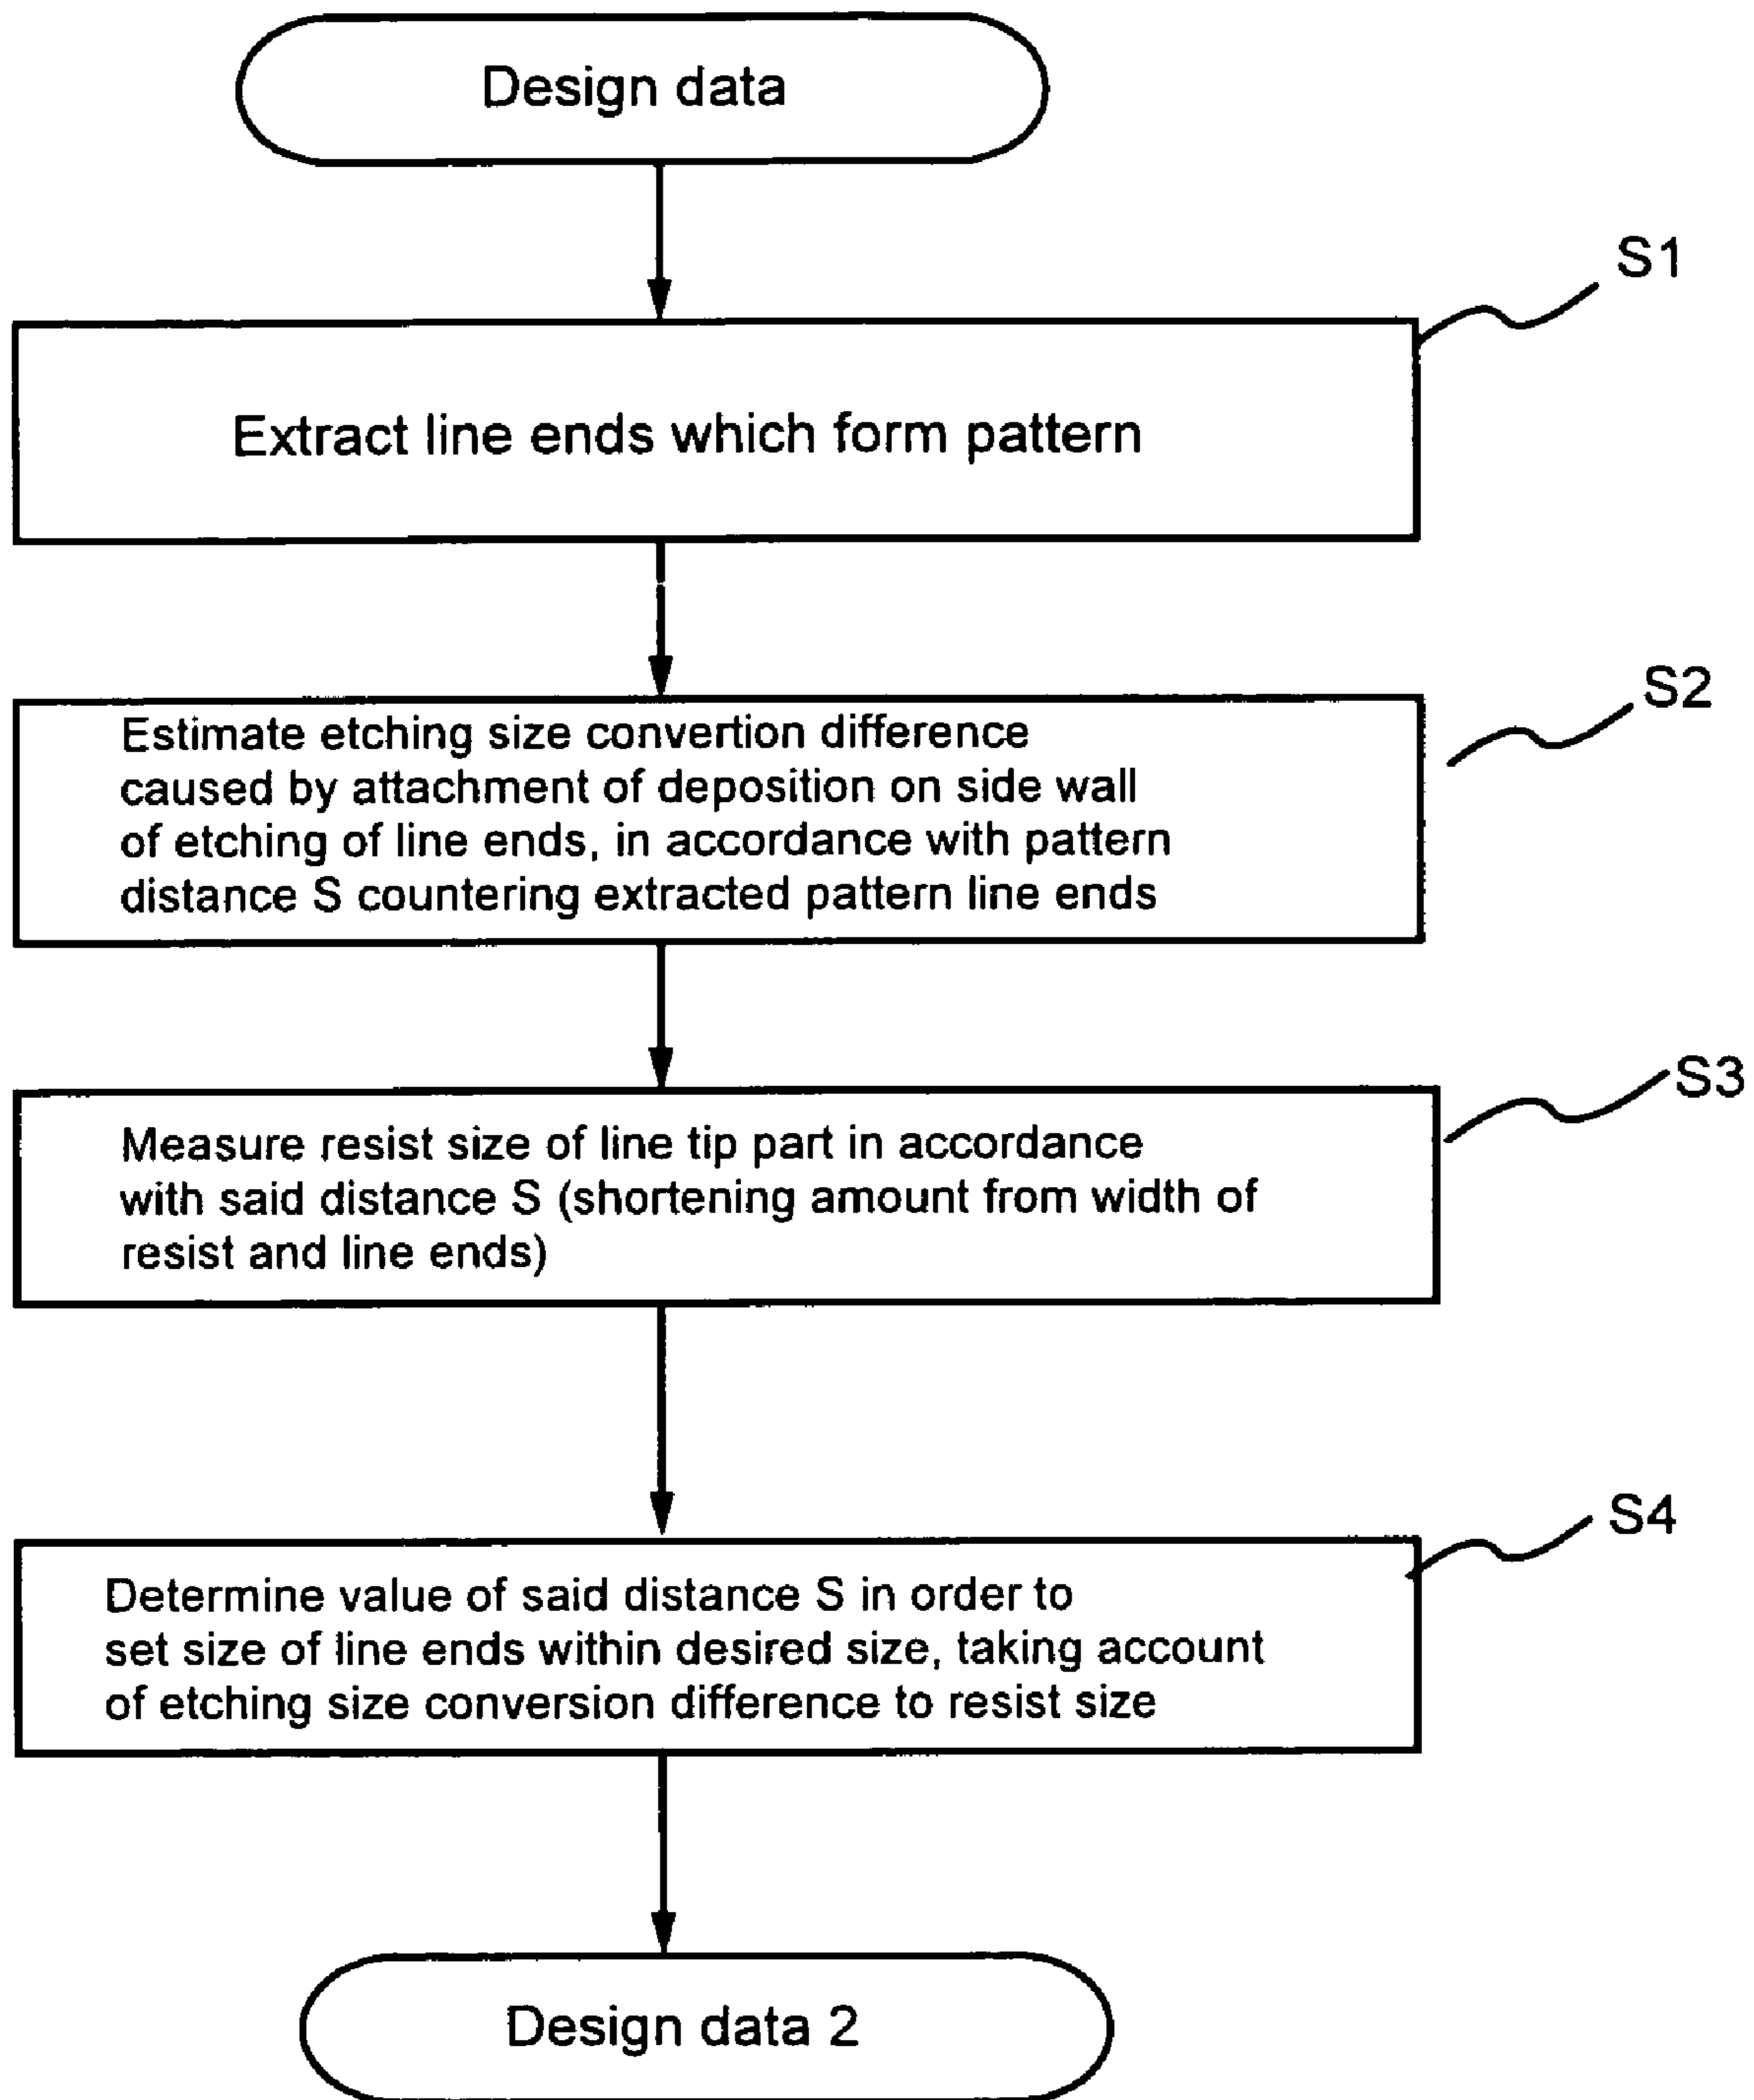 Design data
S1
Extract line ends which form pattern
S2
Estimate etching size convertion difference
caused by attachment of deposition on side wall
of etching of line ends, in accordance with pattern
distance S countering extracted pattern line ends
S3
Measure resist size of line tip part in accordance
with said distance S (shortening amount from width of
resist and line ends)
S4
Determine value of said distance S in order to
set size of line ends within desired size, taking account
of etching size conversion difference to resist size
Design data 2